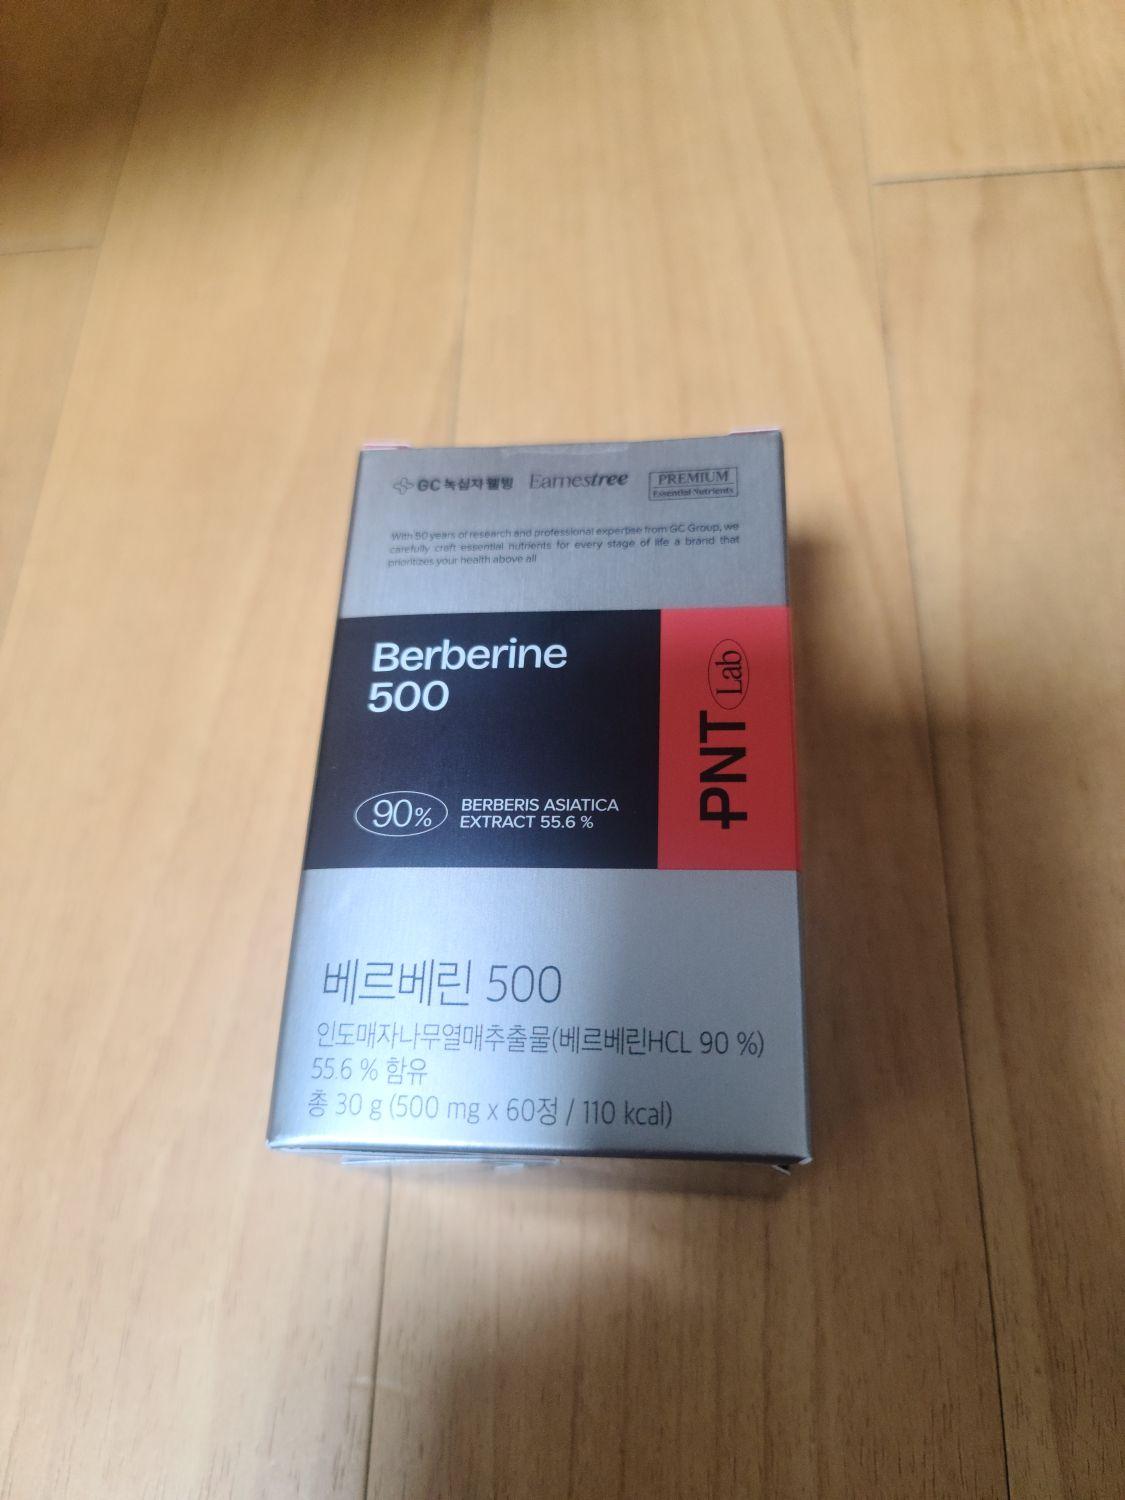 GC 녹십자웰빙 Earnestree PREMIUM
Essential Nutrients
With 50 years of research and professional expertise from GC Group, we
carefully craft essential nutrients for every stage of life a brand that
prioritizes your health above all
Berberine
500
PNT Lab
90% BERBERIS ASIATICA
EXTRACT 55.6 %
베르베린 500
인도매자나무열매추출물(베르베린HCL 90 %)
55.6 % 함유
총 30 g (500 mg x 60정 / 110 kcal)